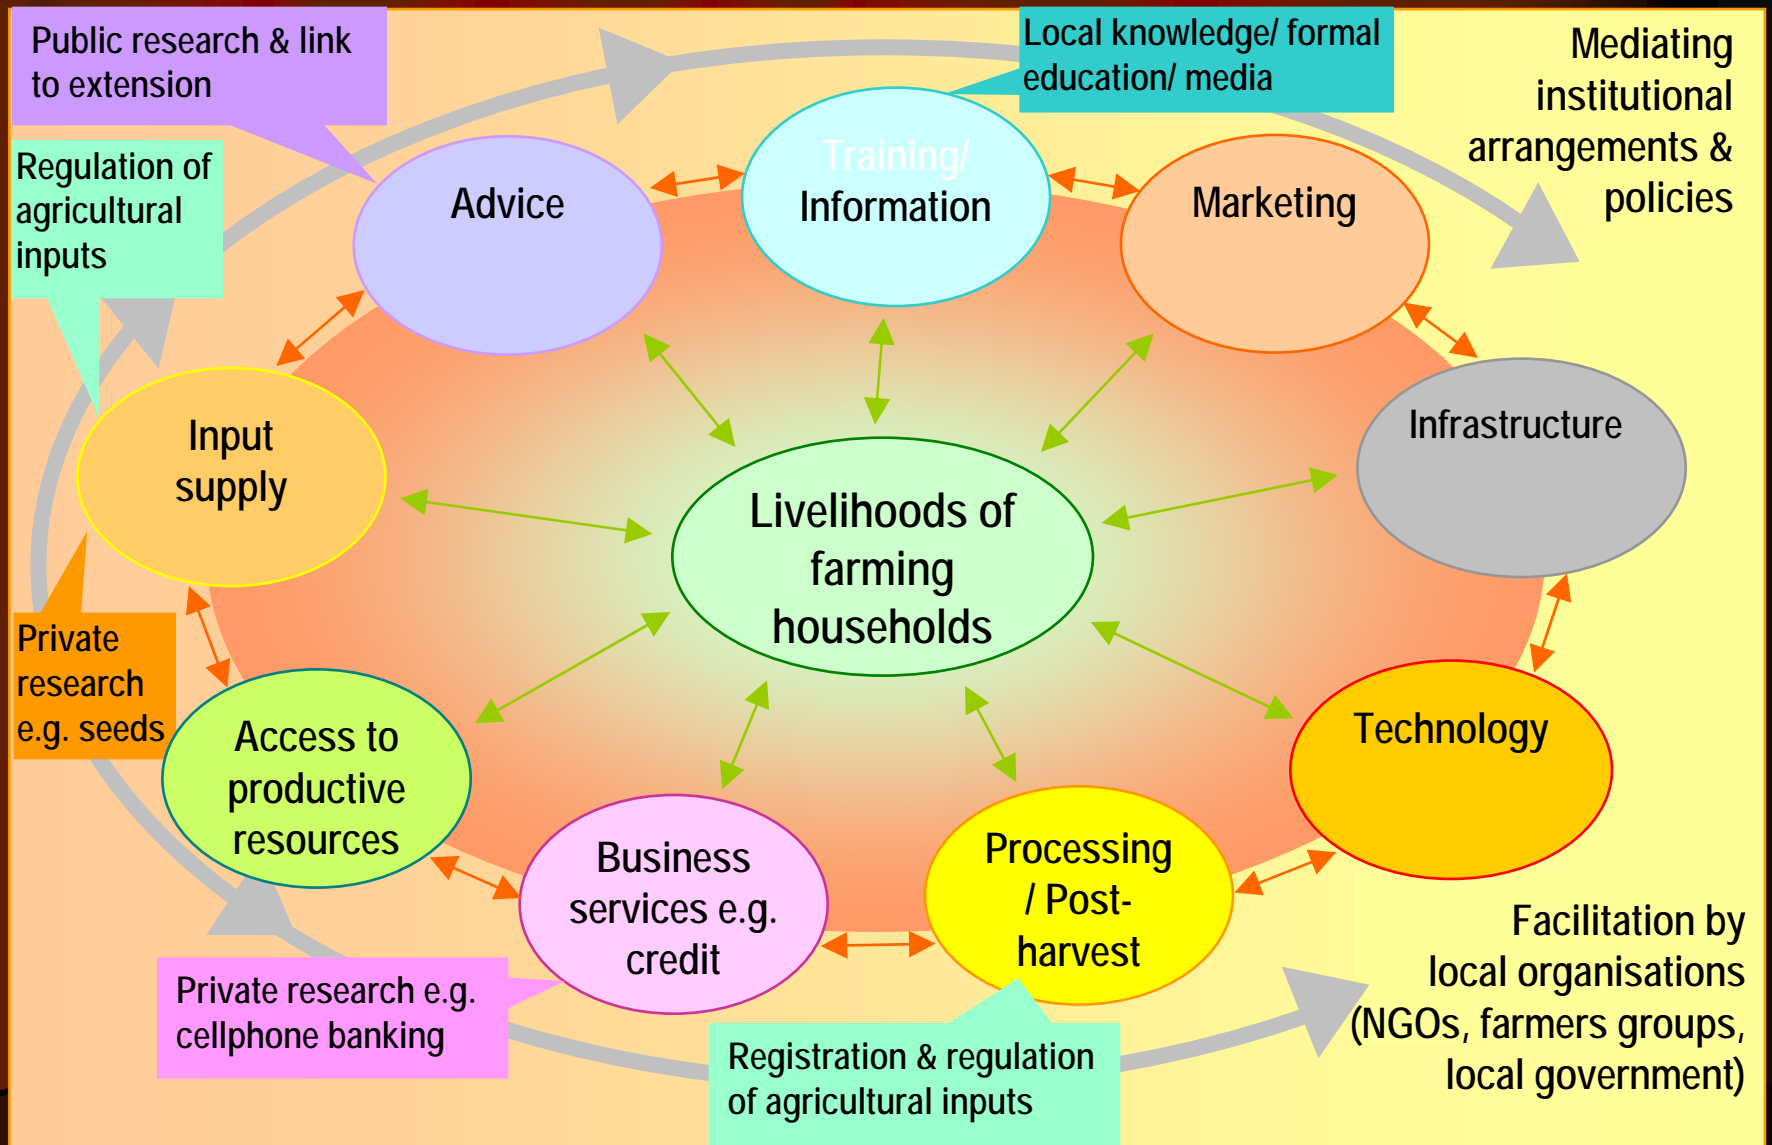 Public research & link
to extension
Local knowledge/ formal
education/ media
Mediating
institutional
arrangements &
policies
Regulation of
agricultural
inputs
Advice
Training/
Information
Marketing
Input
supply
Infrastructure
Livelihoods of
farming
households
Private
research
e.g. seeds
Access to
productive
resources
Technology
Business
services e.g.
credit
Processing
/ Post-
harvest
Facilitation by
local organisations
(NGOs, farmers groups,
local government)
Private research e.g.
cellphone banking
Registration & regulation
of agricultural inputs